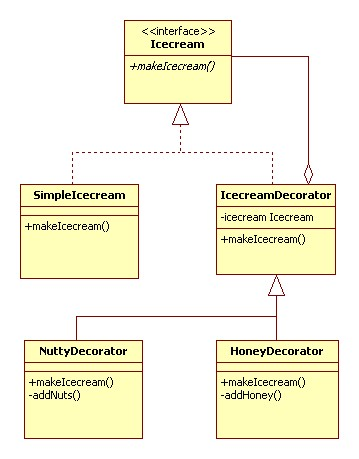 <<interface>>
Icecream
+makeIcecream()
SimpleIcecream
+makeIcecream()
IcecreamDecorator
-icecream Icecream
+makeIcecream()
NuttyDecorator
+makeIcecream()
-addNuts()
HoneyDecorator
+makeIcecream()
-addHoney()